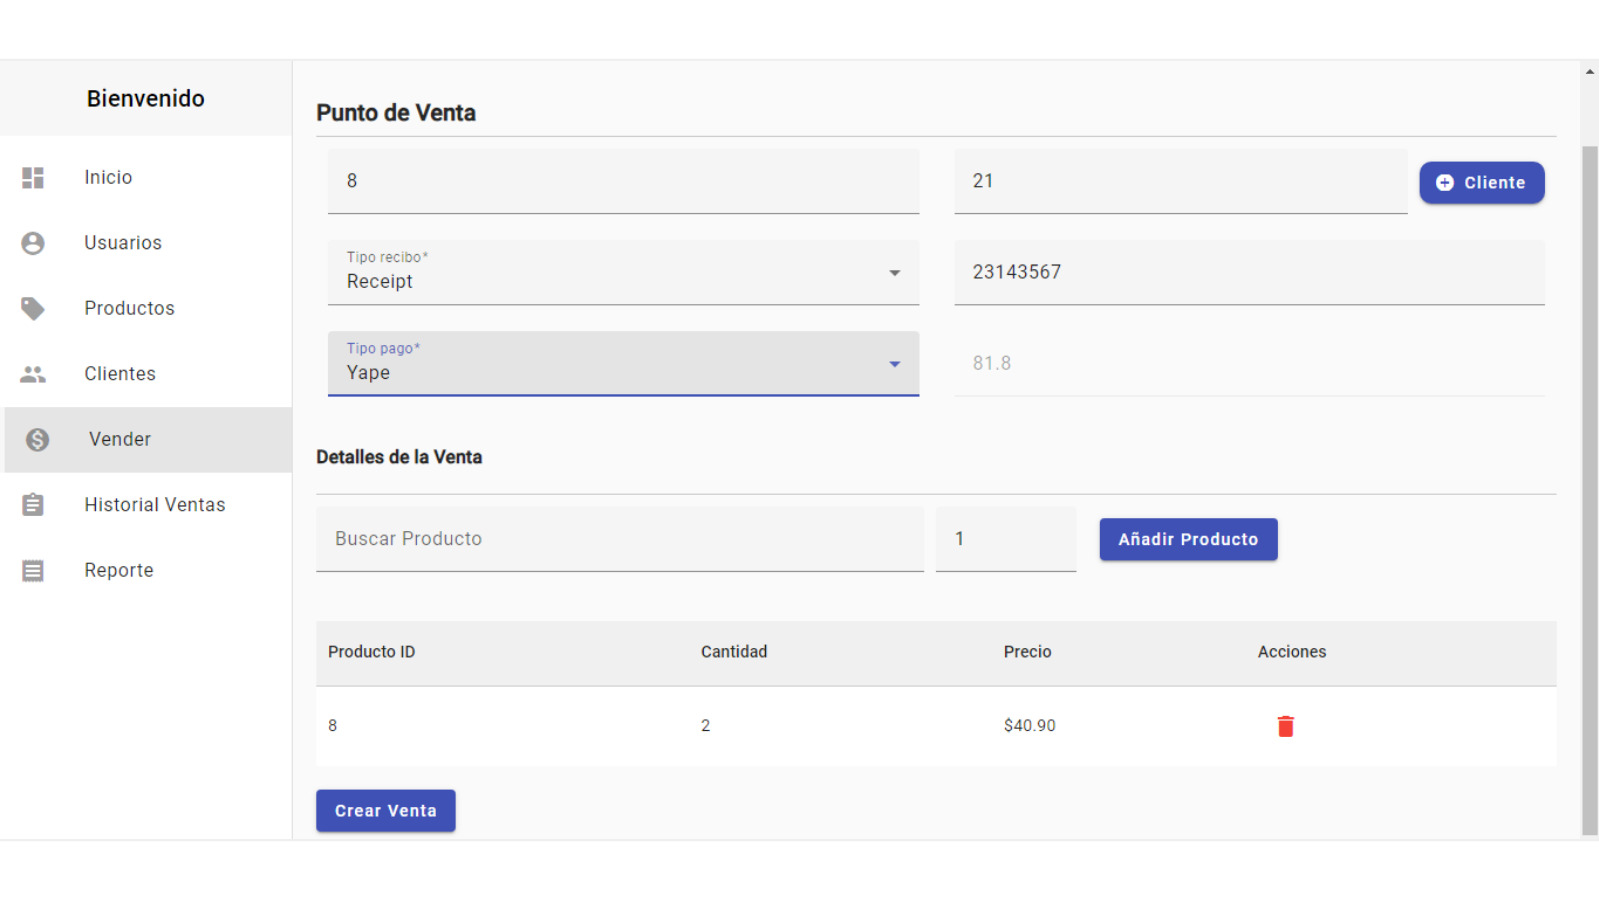 Bienvenido
Inicio
Usuarios
Productos
Clientes
Vender
Historial Ventas
Reporte
Punto de Venta
8
21
Cliente
Tipo recibo*
Receipt
23143567
Tipo pago*
Yape
81.8
Detalles de la Venta
Buscar Producto
1
Añadir Producto
Producto ID Cantidad Precio Acciones
8 2 $40.90
Crear Venta